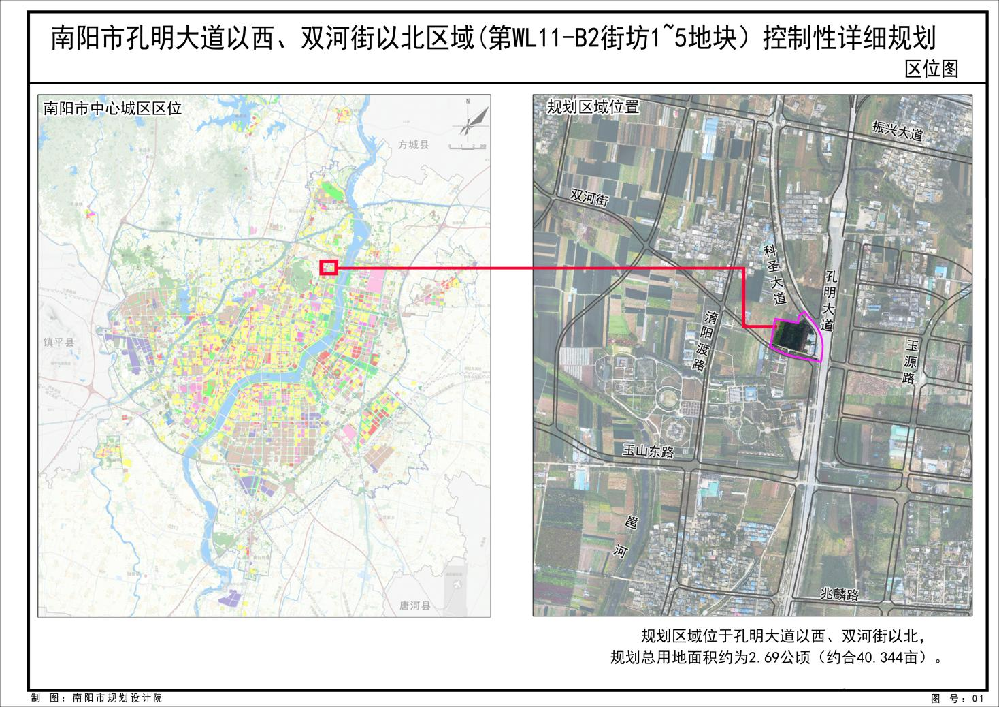 南阳市孔明大道以西、双河街以北区域(第WL11-B2街坊1~5地块)控制性详细规划
区位图
南阳市中心城区区位
N
方城县
镇平县
唐河县
规划区域位置
振兴大道
双河街
科圣大道
孔明大道
淯阳渡路
玉源路
玉山东路
邕河
兆麟路
规划区域位于孔明大道以西、双河街以北，
规划总用地面积约为2.69公顷（约合40.344亩）。
制 图：南阳市规划设计院
图 号：01